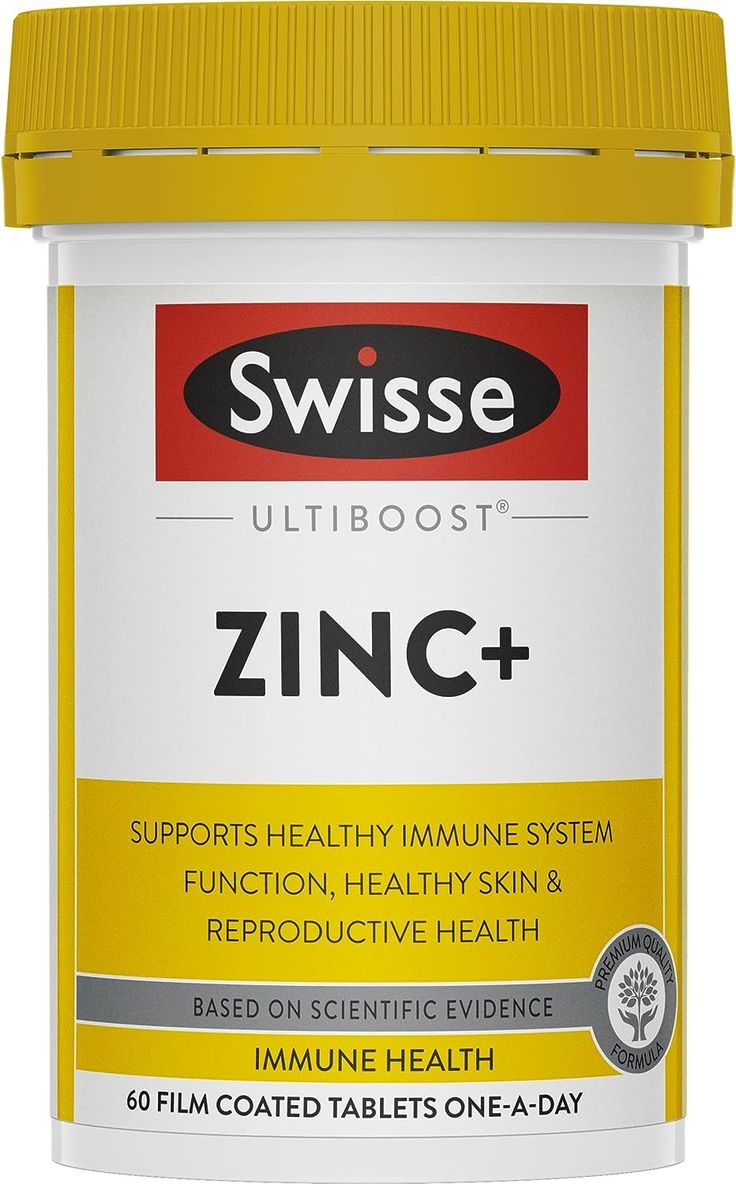 Swisse
ULTIBOOST®
ZINC+
SUPPORTS HEALTHY IMMUNE SYSTEM
FUNCTION, HEALTHY SKIN &
REPRODUCTIVE HEALTH
PREMIUM QUALITY
BASED ON SCIENTIFIC EVIDENCE
FORMULA
IMMUNE HEALTH
60 FILM COATED TABLETS ONE-A-DAY